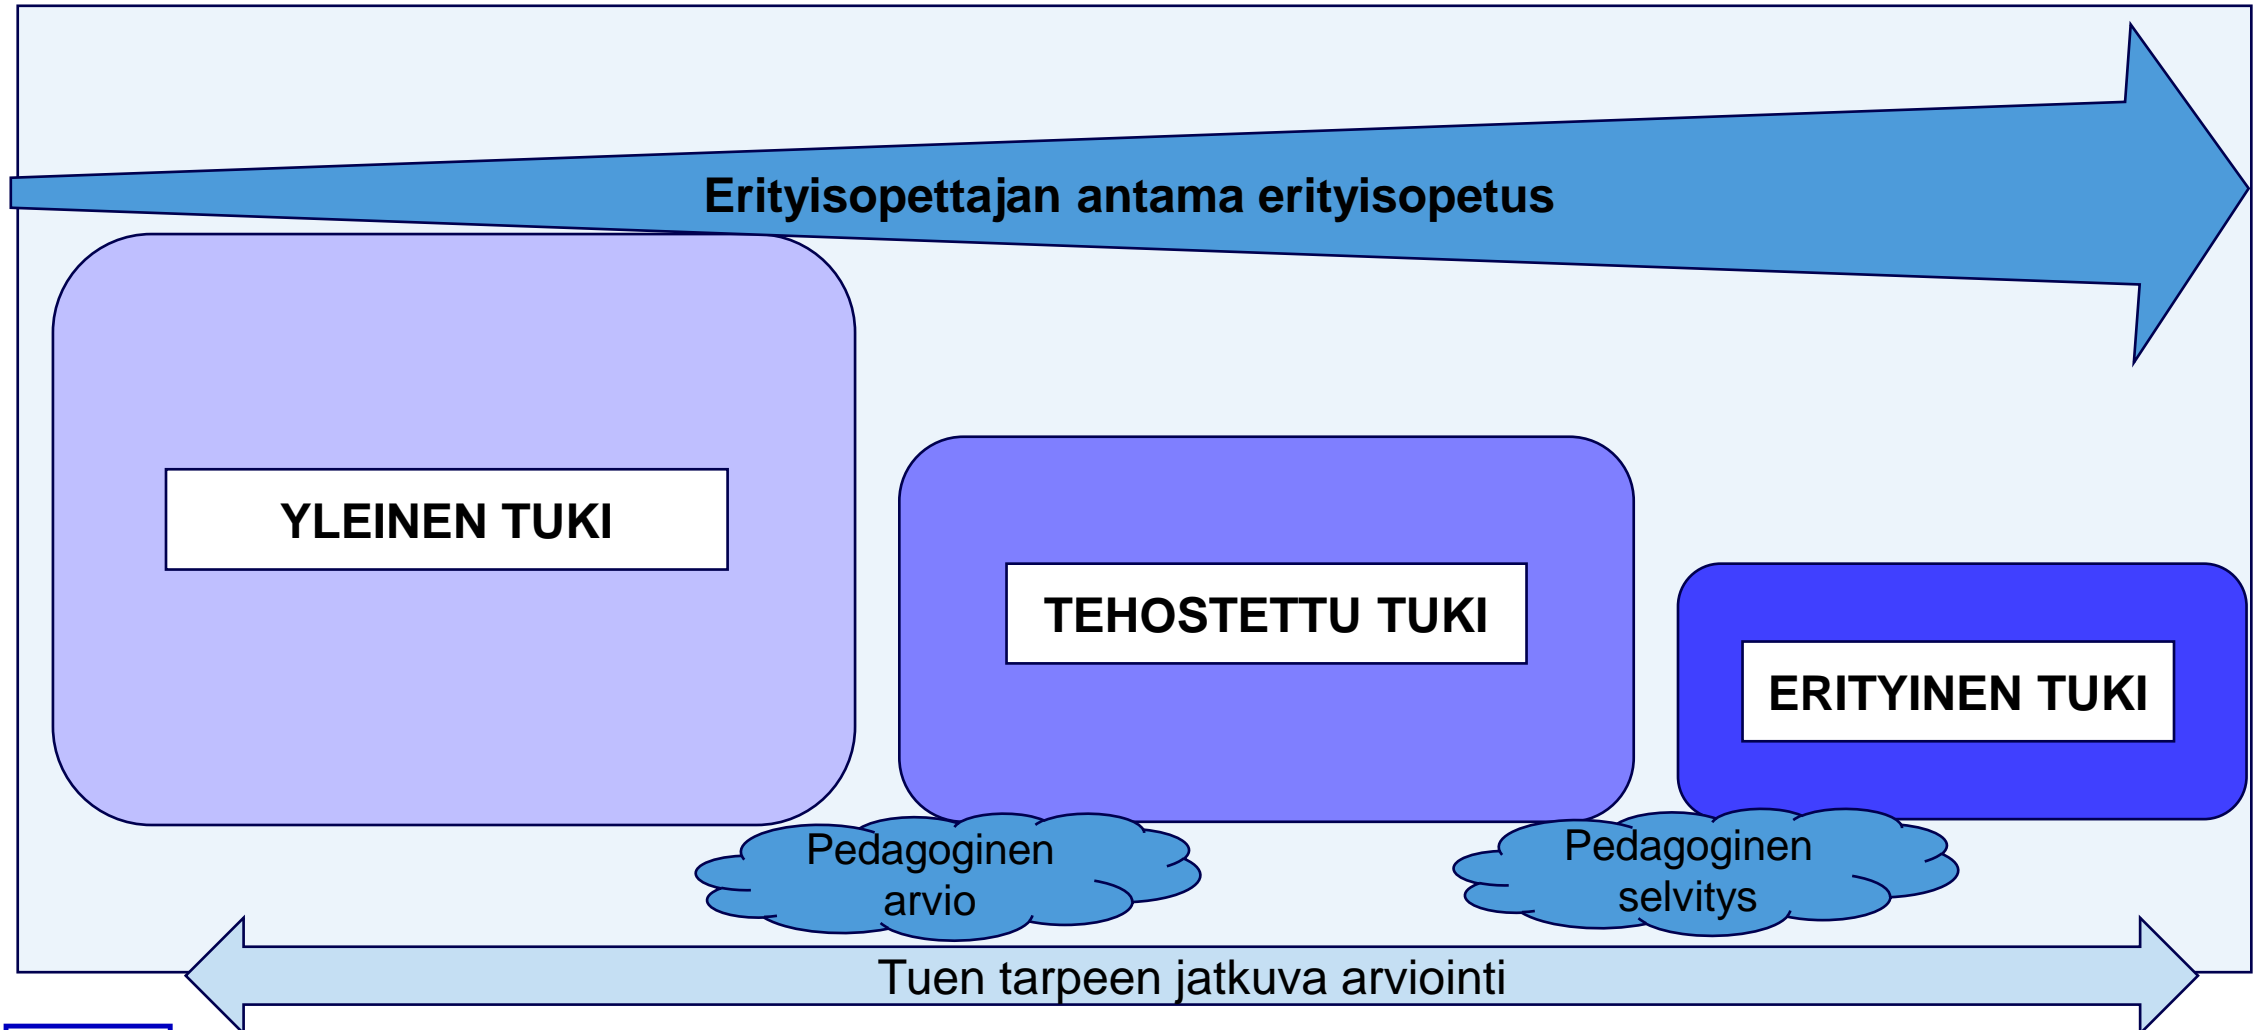 Erityisopettajan antama erityisopetus
YLEINEN TUKI
TEHOSTETTU TUKI
ERITYINEN TUKI
Pedagoginen
arvio
Pedagoginen
selvitys
Tuen tarpeen jatkuva arviointi